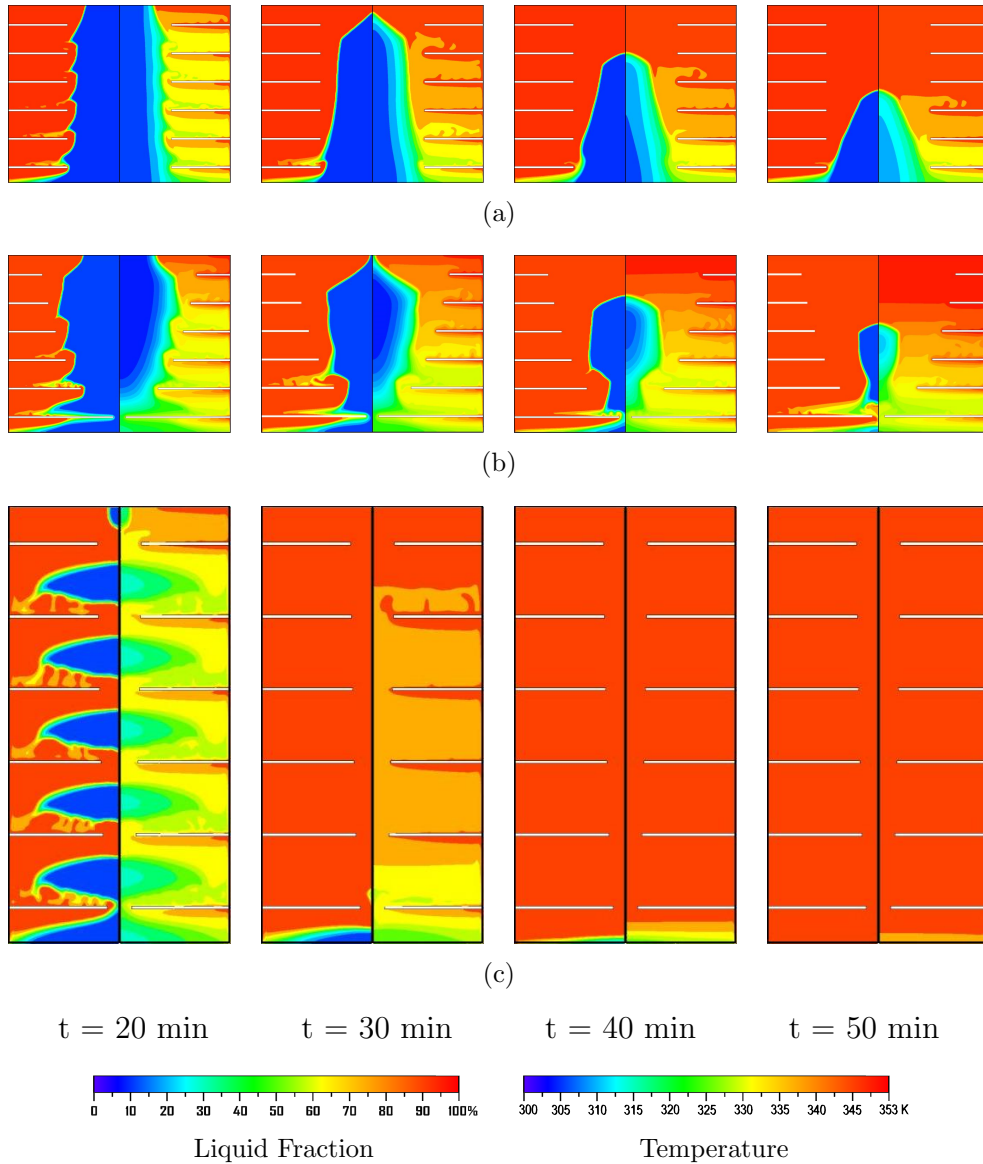 (a)
(b)
(c)
t = 20 min t = 30 min t = 40 min t = 50 min
0 10 20 30 40 50 60 70 80 90 100%
300 305 310 315 320 325 330 335 340 345 353 K
Liquid Fraction Temperature